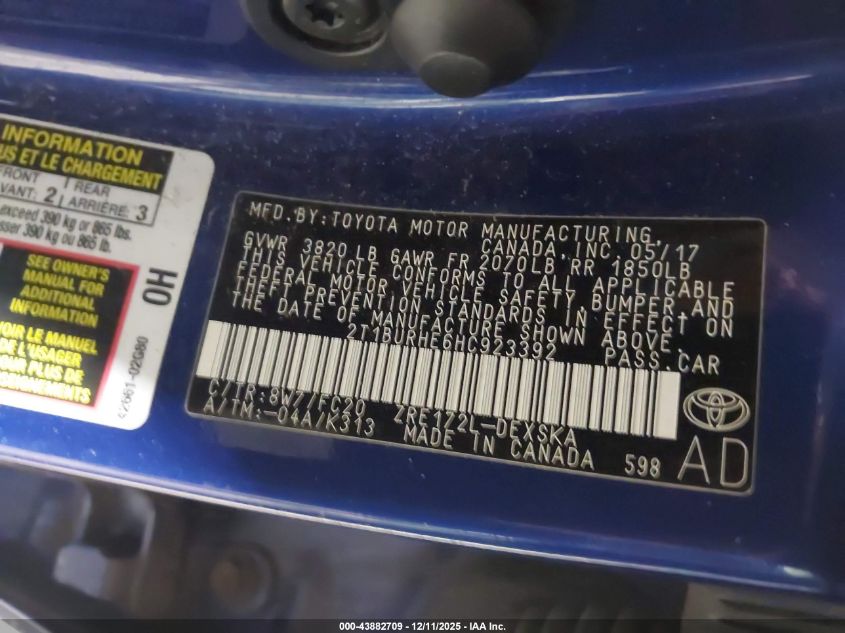 INFORMATION
US ET LE CHARGEMENT
FRONT
VANT: 2
REAR
ARRIÈRE: 3
exceed 390 kg or 865 lbs.
sser 390 kg ou 865 lb.
SEE OWNER'S
MANUAL FOR
ADDITIONAL
INFORMATION
VOIR LE MANUEL
DE L'USAGER
POUR PLUS DE
RENSEIGNEMENTS
0H
42661-02G80
MFD.BY:TOYOTA MOTOR MANUFACTURING,
CANADA,INC. 05/17
GVWR 3820 LB GAWR FR 2070LB RR 1850LB
THIS VEHICLE CONFORMS TO ALL APPLICABLE
FEDERAL MOTOR VEHICLE SAFETY, BUMPER, AND
THEFT PREVENTION STANDARDS IN EFFECT ON
THE DATE OF MANUFACTURE SHOWN ABOVE.
2T1BURHE6HC923392 PASS.CAR
C/TR:8W7/FC20 ZRE172L-DEXSKA
A/TM:-04A/K313 MADE IN CANADA 598
AD
000-43882709 - 12/11/2025 - IAA Inc.